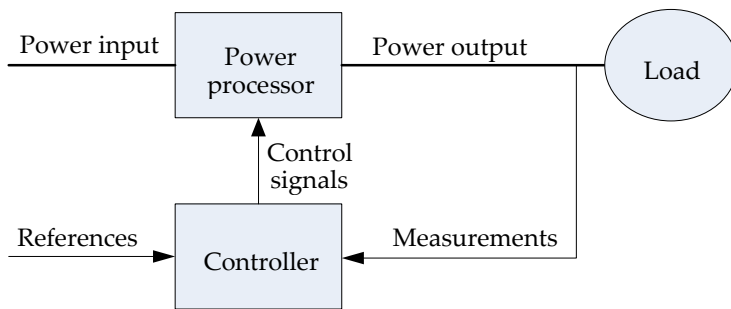 Power input
Power
processor
Power output
Load
Control
signals
References
Controller
Measurements